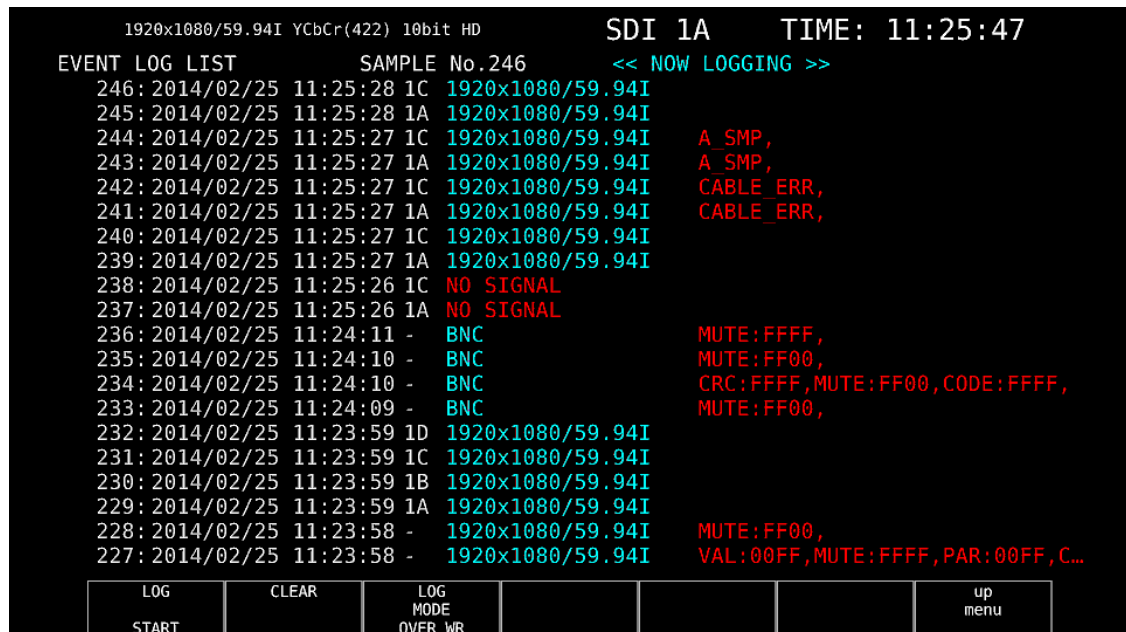 1920x1080/59.94I YCbCr(422) 10bit HD SDI 1A TIME: 11:25:47
EVENT LOG LIST SAMPLE No.246 << NOW LOGGING >>
246:2014/02/25 11:25:28 1C 1920x1080/59.94I
245:2014/02/25 11:25:28 1A 1920x1080/59.94I
244:2014/02/25 11:25:27 1C 1920x1080/59.94I A_SMP,
243:2014/02/25 11:25:27 1A 1920x1080/59.94I A_SMP,
242:2014/02/25 11:25:27 1C 1920x1080/59.94I CABLE_ERR,
241:2014/02/25 11:25:27 1A 1920x1080/59.94I CABLE_ERR,
240:2014/02/25 11:25:27 1C 1920x1080/59.94I
239:2014/02/25 11:25:27 1A 1920x1080/59.94I
238:2014/02/25 11:25:26 1C NO SIGNAL
237:2014/02/25 11:25:26 1A NO SIGNAL
236:2014/02/25 11:24:11 - BNC MUTE:FFFF,
235:2014/02/25 11:24:10 - BNC MUTE:FF00,
234:2014/02/25 11:24:10 - BNC CRC:FFFF,MUTE:FF00,CODE:FFFF,
233:2014/02/25 11:24:09 - BNC MUTE:FF00,
232:2014/02/25 11:23:59 1D 1920x1080/59.94I
231:2014/02/25 11:23:59 1C 1920x1080/59.94I
230:2014/02/25 11:23:59 1B 1920x1080/59.94I
229:2014/02/25 11:23:59 1A 1920x1080/59.94I
228:2014/02/25 11:23:58 - 1920x1080/59.94I MUTE:FF00,
227:2014/02/25 11:23:58 - 1920x1080/59.94I VAL:00FF,MUTE:FFFF,PAR:00FF,C…
LOG CLEAR LOG up
MODE menu
START OVER WR